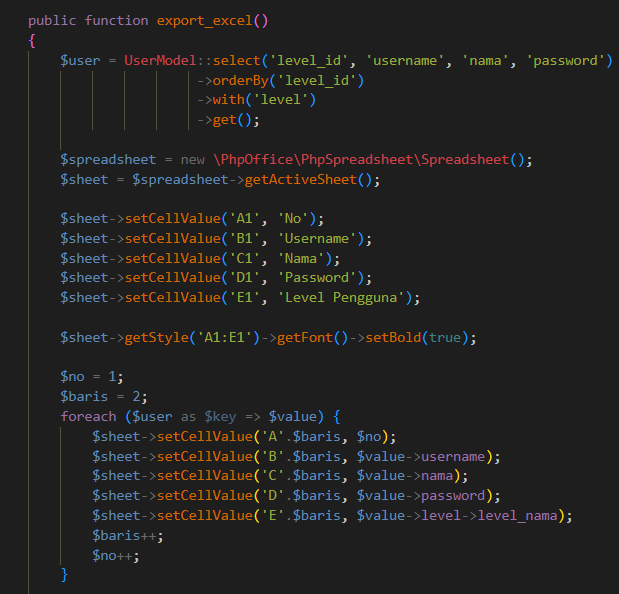 public function export_excel()
{
    $user = UserModel::select('level_id', 'username', 'nama', 'password')
                    ->orderBy('level_id')
                    ->with('level')
                    ->get();

    $spreadsheet = new \PhpOffice\PhpSpreadsheet\Spreadsheet();
    $sheet = $spreadsheet->getActiveSheet();

    $sheet->setCellValue('A1', 'No');
    $sheet->setCellValue('B1', 'Username');
    $sheet->setCellValue('C1', 'Nama');
    $sheet->setCellValue('D1', 'Password');
    $sheet->setCellValue('E1', 'Level Pengguna');

    $sheet->getStyle('A1:E1')->getFont()->setBold(true);

    $no = 1;
    $baris = 2;
    foreach ($user as $key => $value) {
        $sheet->setCellValue('A'.$baris, $no);
        $sheet->setCellValue('B'.$baris, $value->username);
        $sheet->setCellValue('C'.$baris, $value->nama);
        $sheet->setCellValue('D'.$baris, $value->password);
        $sheet->setCellValue('E'.$baris, $value->level->level_nama);
        $baris++;
        $no++;
    }